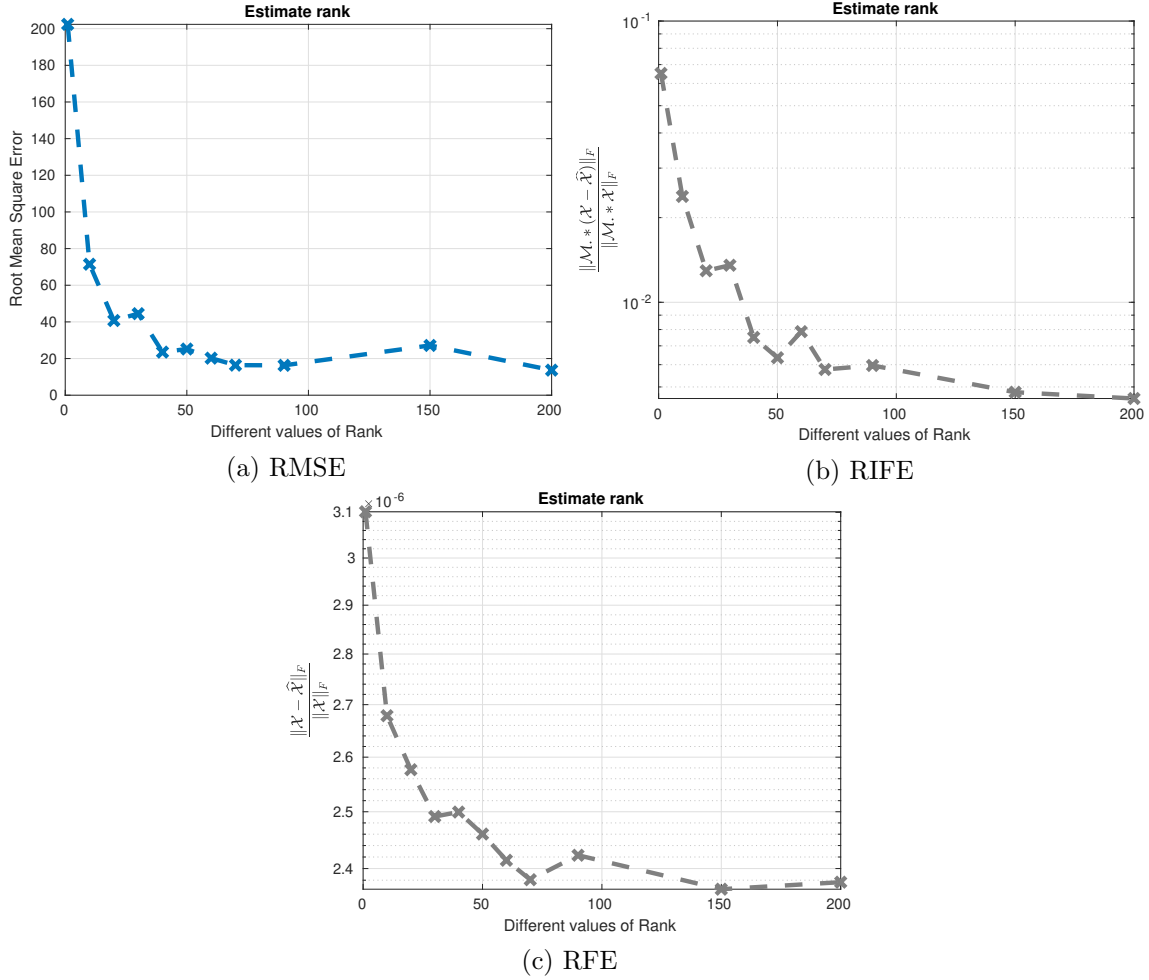 Estimate rank
200
180
160
140
120
100
80
60
40
20
0
Root Mean Square Error
0 50 100 150 200
Different values of Rank
(a) RMSE
Estimate rank
10^{-1}
10^{-2}
‖𝓜. ∗ (𝒳 − 𝒳̂)‖_F
‖𝓜. ∗ 𝒳‖_F
0 50 100 150 200
Different values of Rank
(b) RIFE
Estimate rank
× 10^{-6}
3.1
3
2.9
2.8
2.7
2.6
2.5
2.4
‖𝒳 − 𝒳̂‖_F
‖𝒳‖_F
0 50 100 150 200
Different values of Rank
(c) RFE